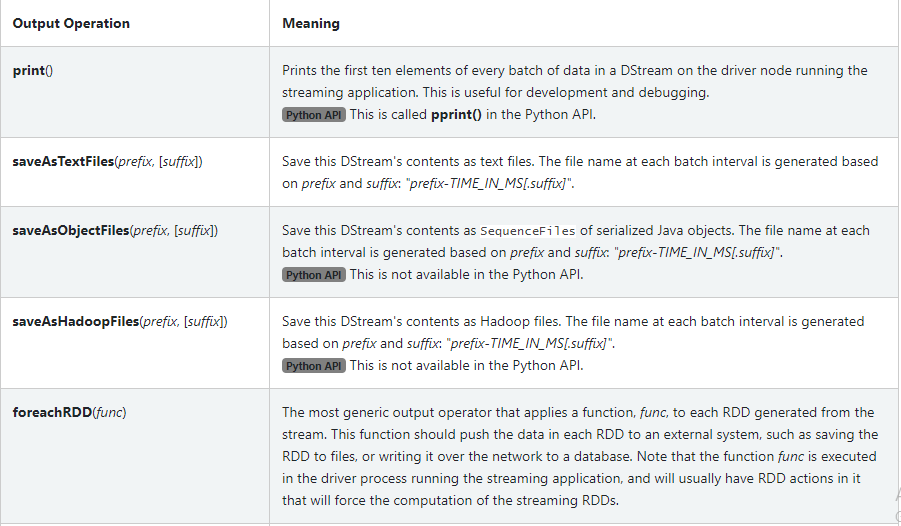 Output Operation Meaning
print() Prints the first ten elements of every batch of data in a DStream on the driver node running the
streaming application. This is useful for development and debugging.
Python API This is called pprint() in the Python API.
saveAsTextFiles(prefix, [suffix]) Save this DStream's contents as text files. The file name at each batch interval is generated based
on prefix and suffix: "prefix-TIME_IN_MS[.suffix]".
saveAsObjectFiles(prefix, [suffix]) Save this DStream's contents as SequenceFiles of serialized Java objects. The file name at each
batch interval is generated based on prefix and suffix: "prefix-TIME_IN_MS[.suffix]".
Python API This is not available in the Python API.
saveAsHadoopFiles(prefix, [suffix]) Save this DStream's contents as Hadoop files. The file name at each batch interval is generated
based on prefix and suffix: "prefix-TIME_IN_MS[.suffix]".
Python API This is not available in the Python API.
foreachRDD(func) The most generic output operator that applies a function, func, to each RDD generated from the
stream. This function should push the data in each RDD to an external system, such as saving the
RDD to files, or writing it over the network to a database. Note that the function func is executed
in the driver process running the streaming application, and will usually have RDD actions in it
that will force the computation of the streaming RDDs.